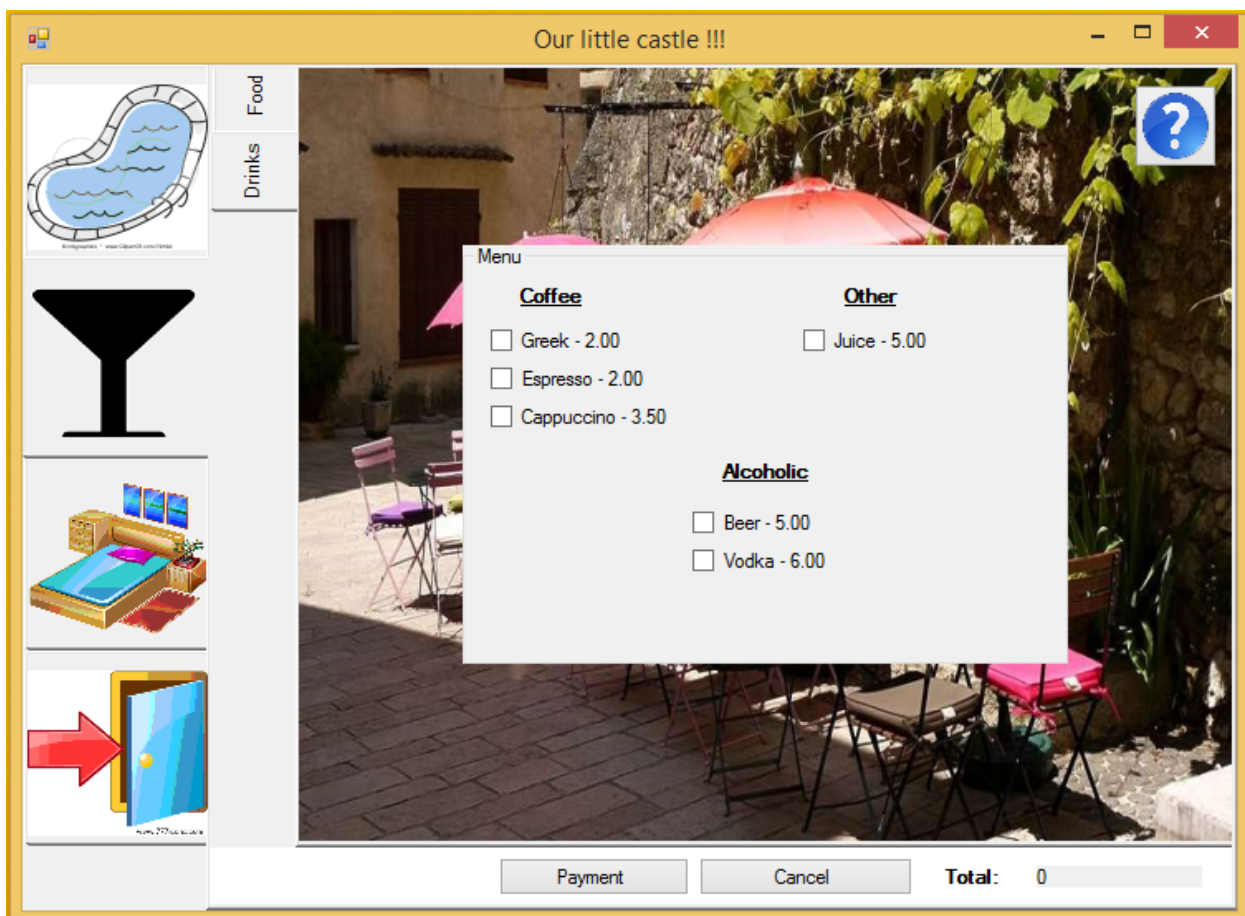 Our little castle !!!
Food
Drinks
Menu
Coffee
Other
Greek - 2.00
Juice - 5.00
Espresso - 2.00
Cappuccino - 3.50
Alcoholic
Beer - 5.00
Vodka - 6.00
Payment
Cancel
Total:
0